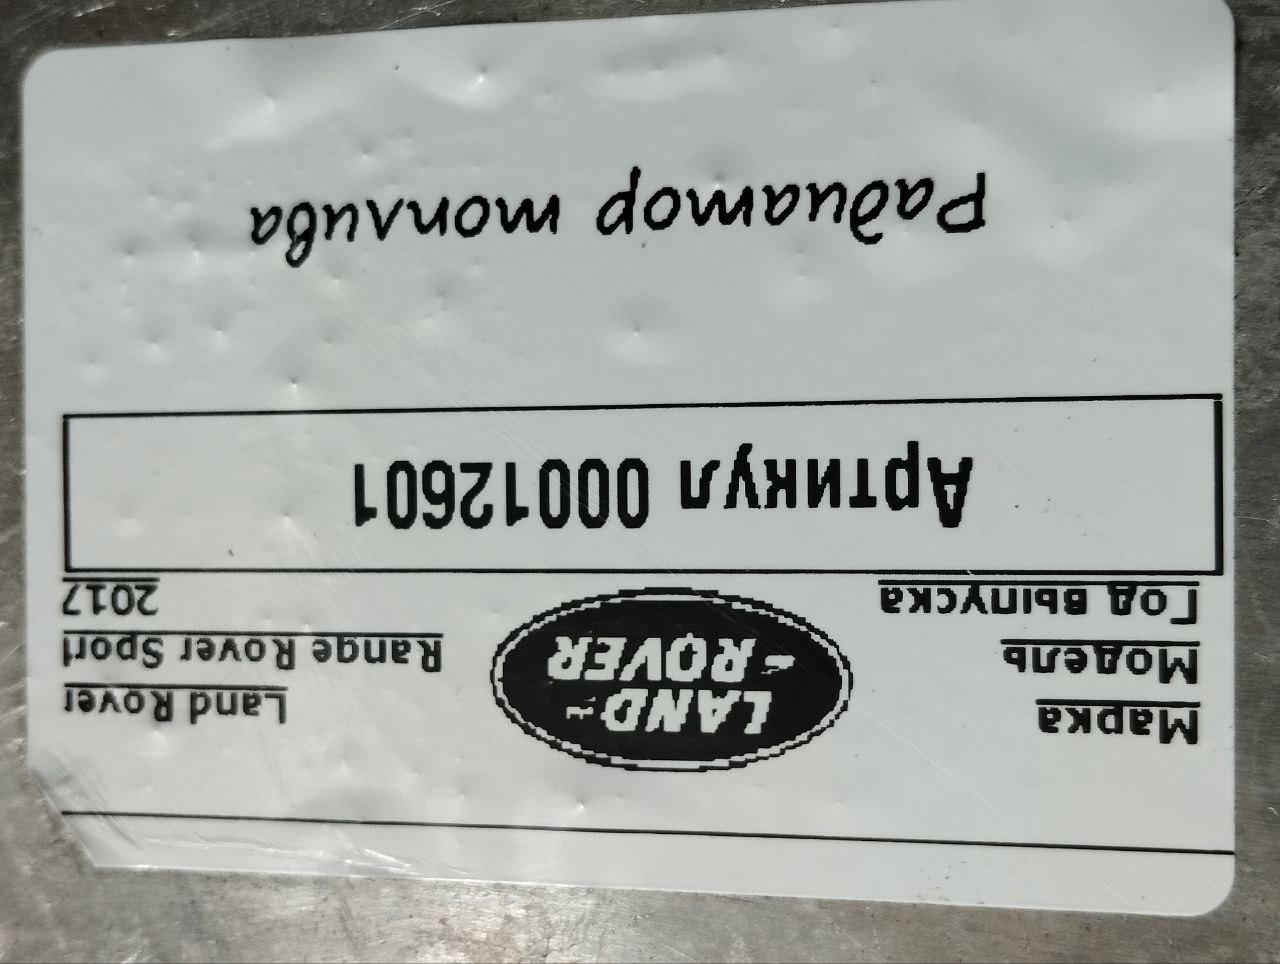 Марка
Land Rover
LAND-
-ROVER
Модель
Range Rover Sport
Год выпуска
2017
Артикул 00012601
Радиатор топлива